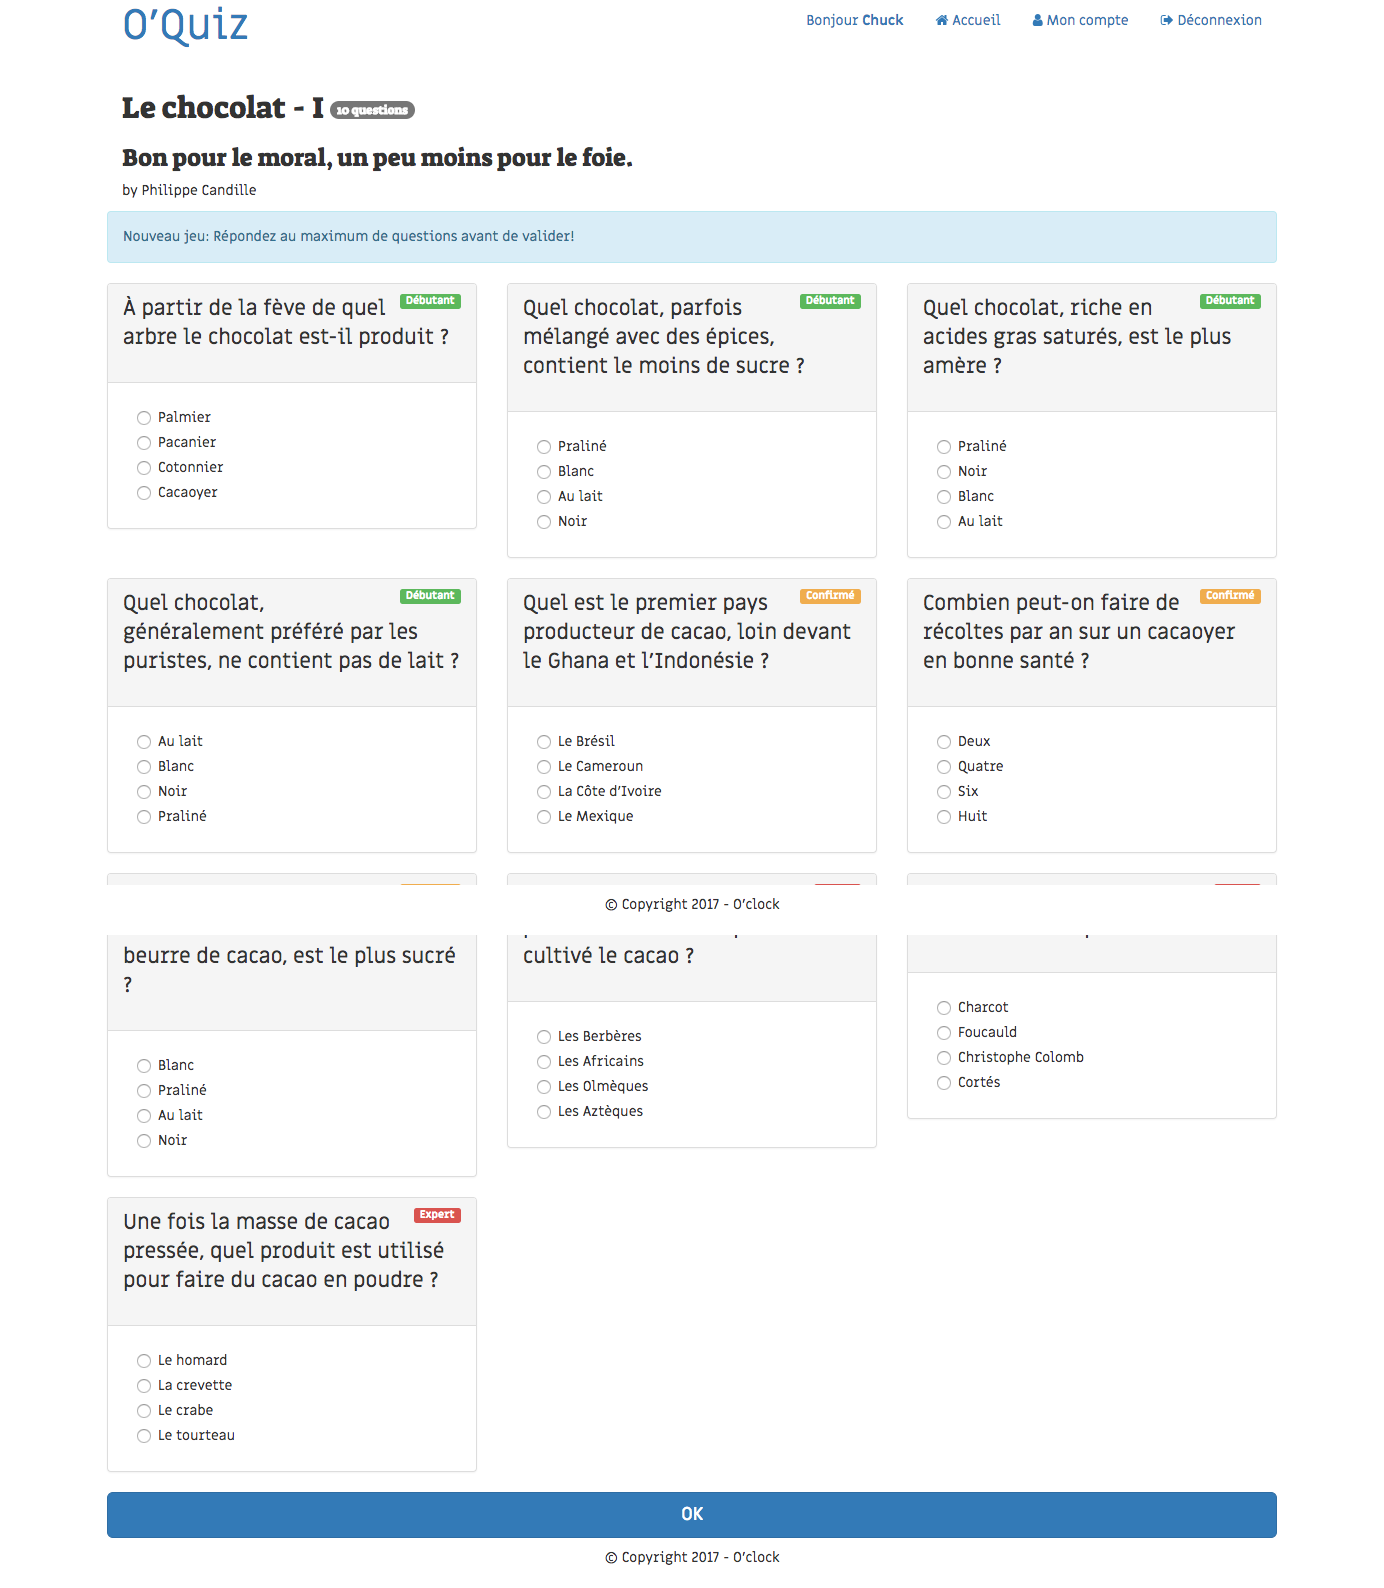 O'Quiz
Bonjour Chuck
Accueil
Mon compte
Déconnexion
Le chocolat - I 10 questions
Bon pour le moral, un peu moins pour le foie.
by Philippe Candille
Nouveau jeu: Répondez au maximum de questions avant de valider!
À partir de la fève de quel
arbre le chocolat est-il produit ?
Débutant
Palmier
Pacanier
Cotonnier
Cacaoyer
Quel chocolat, parfois
mélangé avec des épices,
contient le moins de sucre ?
Débutant
Praliné
Blanc
Au lait
Noir
Quel chocolat, riche en
acides gras saturés, est le plus
amère ?
Débutant
Praliné
Noir
Blanc
Au lait
Quel chocolat,
généralement préféré par les
puristes, ne contient pas de lait ?
Débutant
Au lait
Blanc
Noir
Praliné
Quel est le premier pays
producteur de cacao, loin devant
le Ghana et l'Indonésie ?
Confirmé
Le Brésil
Le Cameroun
La Côte d'Ivoire
Le Mexique
Combien peut-on faire de
récoltes par an sur un cacaoyer
en bonne santé ?
Confirmé
Deux
Quatre
Six
Huit
© Copyright 2017 - O'clock
beurre de cacao, est le plus sucré
?
Blanc
Praliné
Au lait
Noir
cultivé le cacao ?
Les Berbères
Les Africains
Les Olmèques
Les Aztèques
Charcot
Foucauld
Christophe Colomb
Cortés
Une fois la masse de cacao
pressée, quel produit est utilisé
pour faire du cacao en poudre ?
Expert
Le homard
La crevette
Le crabe
Le tourteau
OK
© Copyright 2017 - O'clock